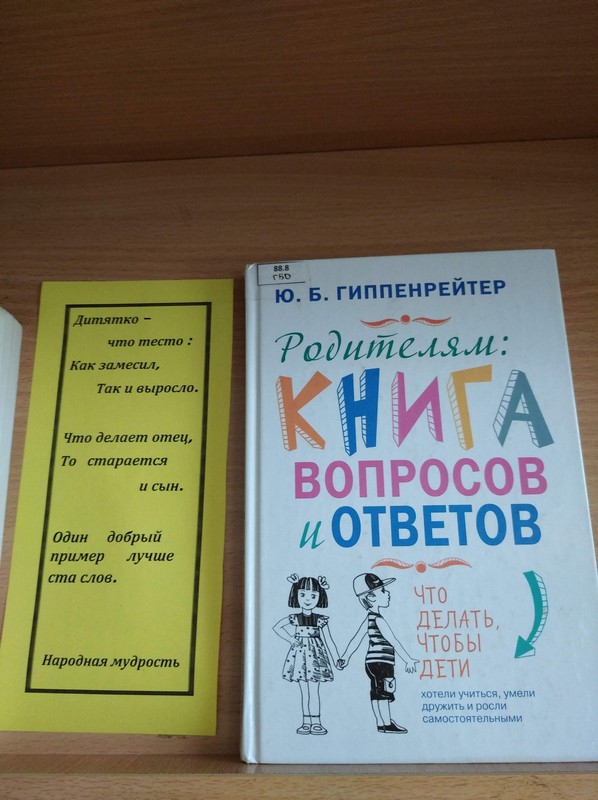 Дитятко –
что тесто :
Как замесил,
Так и выросло.
Что делает отец,
То старается
и сын.
Один добрый
пример лучше
ста слов.
Народная мудрость
88.8
Г50
Ю. Б. ГИППЕНРЕЙТЕР
Родителям:
КНИГА
ВОПРОСОВ
и ОТВЕТОВ
ЧТО
ДЕЛАТЬ,
ЧТОБЫ
ДЕТИ
хотели учиться, умели
дружить и росли
самостоятельными